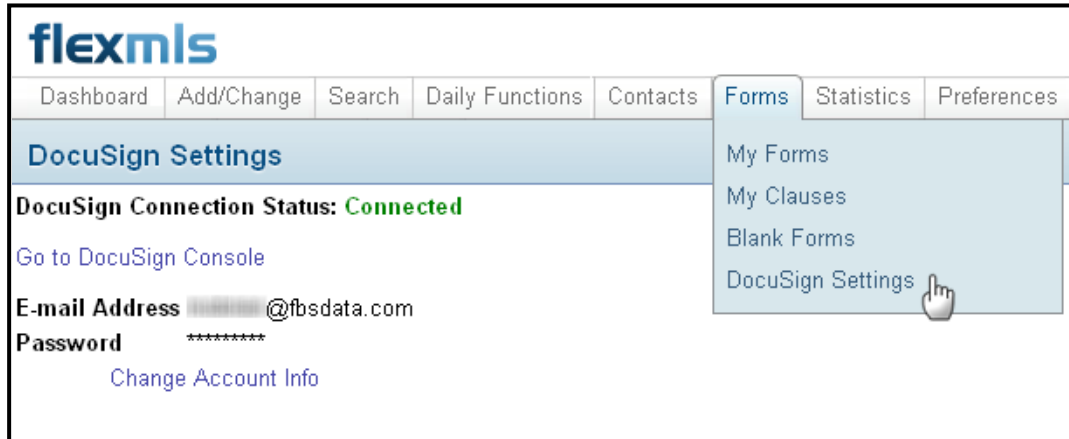 flexmls
Dashboard Add/Change Search Daily Functions Contacts Forms Statistics Preferences
DocuSign Settings
My Forms
My Clauses
Blank Forms
DocuSign Settings
DocuSign Connection Status: Connected
Go to DocuSign Console
E-mail Address @fbsdata.com
Password *********
Change Account Info